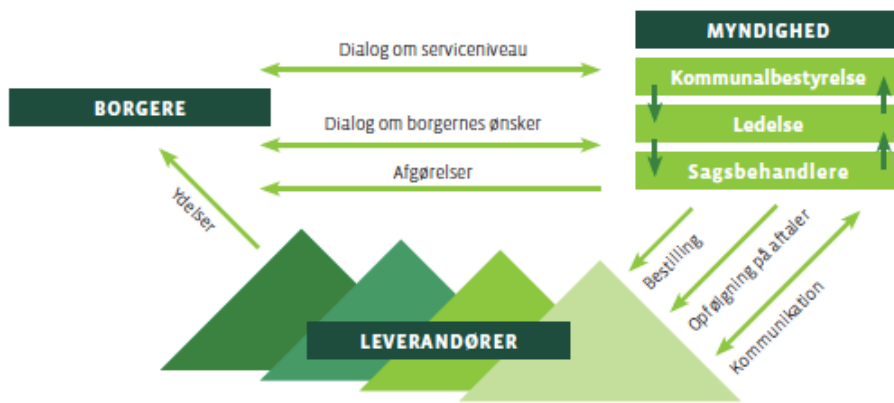 MYNDIGHED
Dialog om serviceniveau
Kommunalbestyrelse
BORGERE
Dialog om borgernes ønsker
Ledelse
Afgørelser
Sagsbehandlere
Ydelser
Bestilling
Opfølgning på aftaler
Kommunikation
LEVERANDØRER